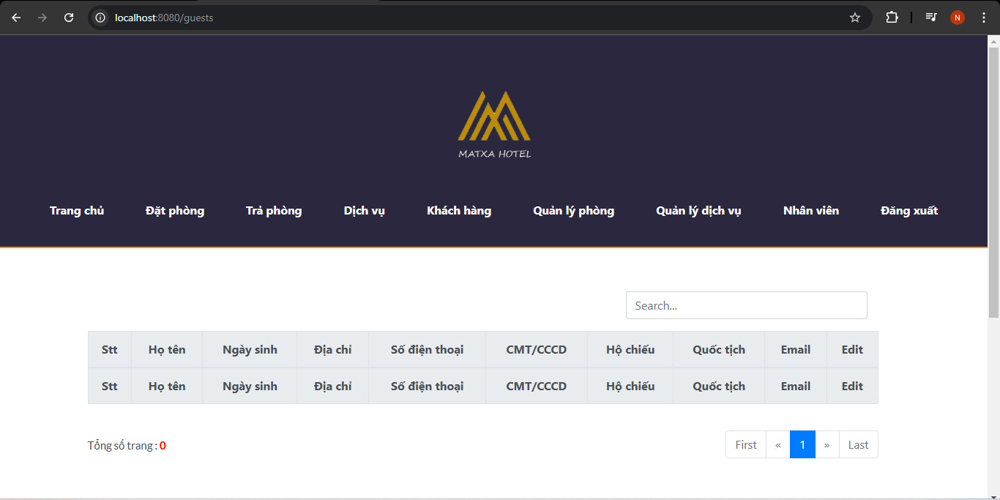 localhost:8080/guests
N
MATXA HOTEL
Trang chủ Đặt phòng Trả phòng Dịch vụ Khách hàng Quản lý phòng Quản lý dịch vụ Nhân viên Đăng xuất
Search...
Stt Họ tên Ngày sinh Địa chỉ Số điện thoại CMT/CCCD Hộ chiếu Quốc tịch Email Edit
Stt Họ tên Ngày sinh Địa chỉ Số điện thoại CMT/CCCD Hộ chiếu Quốc tịch Email Edit
Tổng số trang : 0 First « 1 » Last